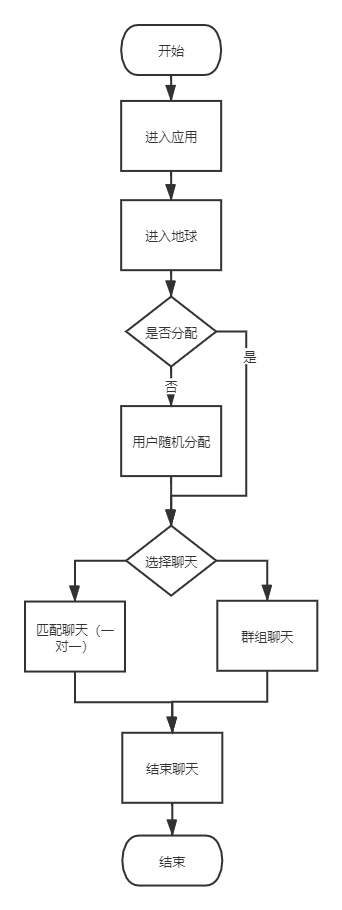 开始
进入应用
进入地球
是否分配
是
否
用户随机分配
选择聊天
匹配聊天（一
对一）
群组聊天
结束聊天
结束